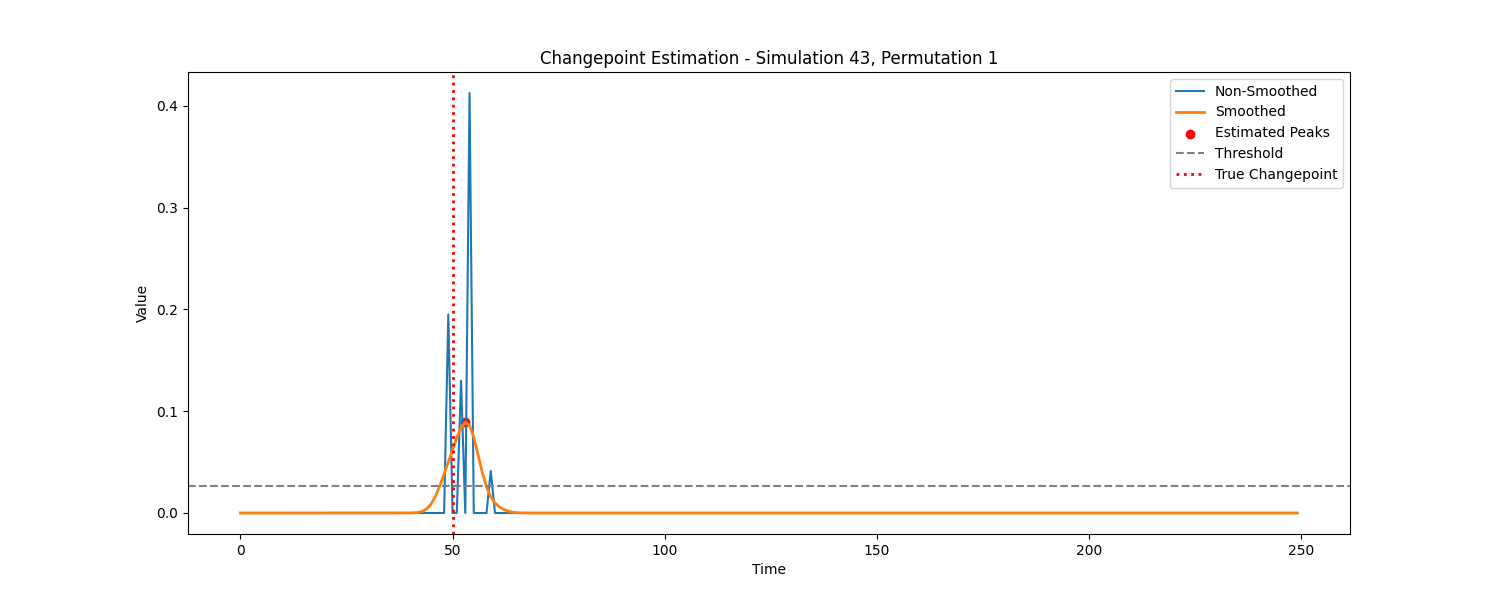 Changepoint Estimation - Simulation 43, Permutation 1
Non-Smoothed
Smoothed
Estimated Peaks
Threshold
True Changepoint
0.4
0.3
0.2
0.1
0.0
Value
0 50 100 150 200 250
Time